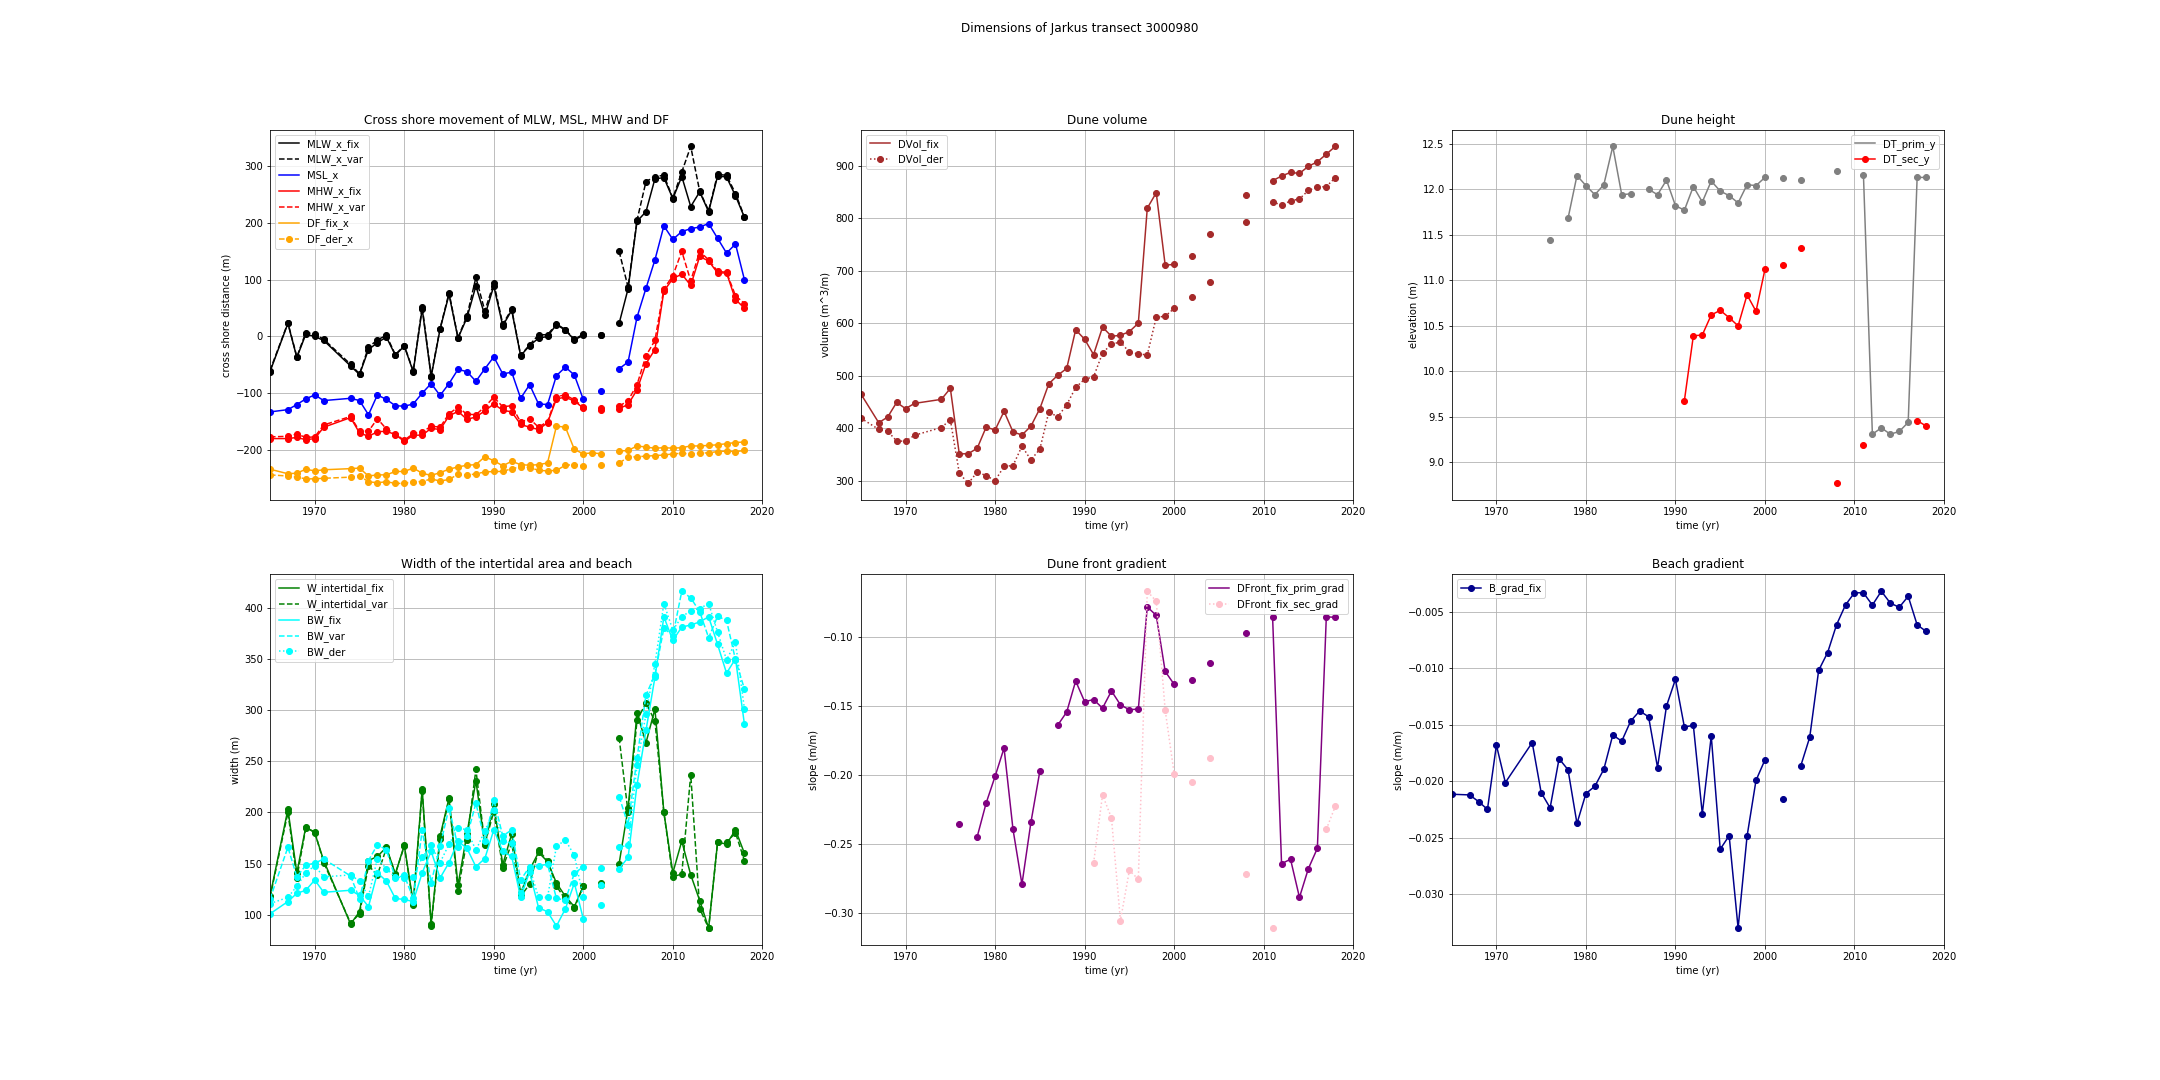 Dimensions of Jarkus transect 3000980
Cross shore movement of MLW, MSL, MHW and DF
MLW_x_fix
MLW_x_var
MSL_x
MHW_x_fix
MHW_x_var
DF_fix_x
DF_der_x
300
200
100
0
−100
−200
cross shore distance (m)
1970 1980 1990 2000 2010 2020
time (yr)
Dune volume
DVol_fix
DVol_der
900
800
700
600
500
400
300
volume (m^3/m)
1970 1980 1990 2000 2010 2020
time (yr)
Dune height
DT_prim_y
DT_sec_y
12.5
12.0
11.5
11.0
10.5
10.0
9.5
9.0
elevation (m)
1970 1980 1990 2000 2010 2020
time (yr)
Width of the intertidal area and beach
W_intertidal_fix
W_intertidal_var
BW_fix
BW_var
BW_der
400
350
300
250
200
150
100
width (m)
1970 1980 1990 2000 2010 2020
time (yr)
Dune front gradient
DFront_fix_prim_grad
DFront_fix_sec_grad
−0.10
−0.15
−0.20
−0.25
−0.30
slope (m/m)
1970 1980 1990 2000 2010 2020
time (yr)
Beach gradient
B_grad_fix
−0.005
−0.010
−0.015
−0.020
−0.025
−0.030
slope (m/m)
1970 1980 1990 2000 2010 2020
time (yr)